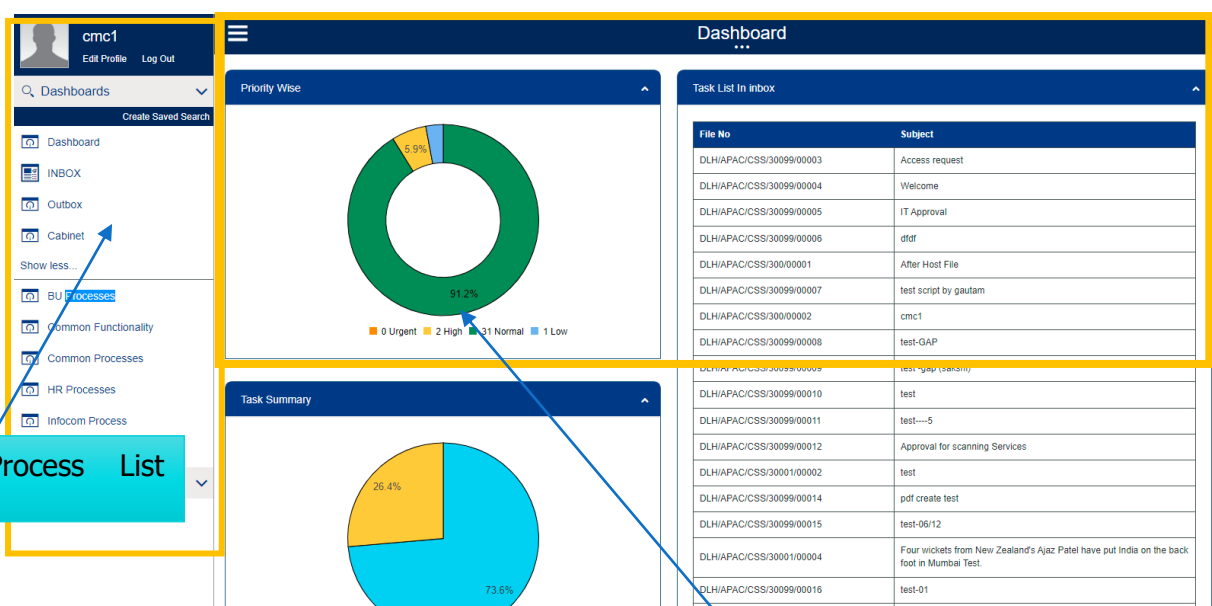 cmc1
Edit Profile Log Out
Dashboards
Create Saved Search
Dashboard
INBOX
Outbox
Cabinet
Show less...
BU Processes
Common Functionality
Common Processes
HR Processes
Infocom Process
Process List
Dashboard
Priority Wise
5.9%
91.2%
0 Urgent 2 High 31 Normal 1 Low
Task Summary
26.4%
73.6%
Task List In inbox
File No Subject
DLH/APAC/CSS/30099/00003 Access request
DLH/APAC/CSS/30099/00004 Welcome
DLH/APAC/CSS/30099/00005 IT Approval
DLH/APAC/CSS/30099/00006 dfdf
DLH/APAC/CSS/300/00001 After Host File
DLH/APAC/CSS/30099/00007 test script by gautam
DLH/APAC/CSS/300/00002 cmc1
DLH/APAC/CSS/30099/00008 test-GAP
DLH/APAC/CSS/30099/00009 test -gap (sakshi)
DLH/APAC/CSS/30099/00010 test
DLH/APAC/CSS/30099/00011 test----5
DLH/APAC/CSS/30099/00012 Approval for scanning Services
DLH/APAC/CSS/30001/00002 test
DLH/APAC/CSS/30099/00014 pdf create test
DLH/APAC/CSS/30099/00015 test-06/12
DLH/APAC/CSS/30001/00004 Four wickets from New Zealand's Ajaz Patel have put India on the back
foot in Mumbai Test.
DLH/APAC/CSS/30099/00016 test-01